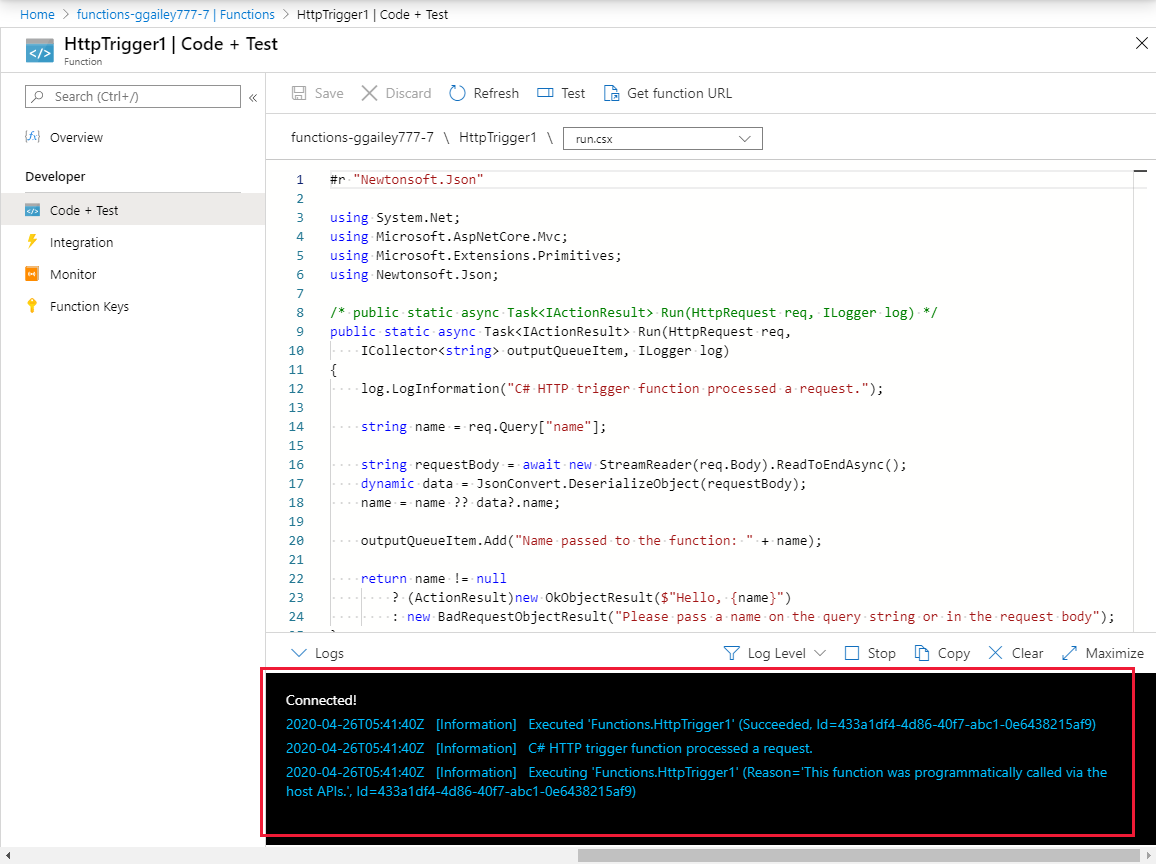 Home > functions-ggailey777-7 | Functions > HttpTrigger1 | Code + Test
HttpTrigger1 | Code + Test
Function
Search (Ctrl+/)
«
Overview
Developer
Code + Test
Integration
Monitor
Function Keys
Save Discard Refresh Test Get function URL
functions-ggailey777-7 \ HttpTrigger1 \ run.csx
1 #r "Newtonsoft.Json"
2
3 using System.Net;
4 using Microsoft.AspNetCore.Mvc;
5 using Microsoft.Extensions.Primitives;
6 using Newtonsoft.Json;
7
8 /* public static async Task<IActionResult> Run(HttpRequest req, ILogger log) */
9 public static async Task<IActionResult> Run(HttpRequest req,
10     ICollector<string> outputQueueItem, ILogger log)
11 {
12     log.LogInformation("C# HTTP trigger function processed a request.");
13
14     string name = req.Query["name"];
15
16     string requestBody = await new StreamReader(req.Body).ReadToEndAsync();
17     dynamic data = JsonConvert.DeserializeObject(requestBody);
18     name = name ?? data?.name;
19
20     outputQueueItem.Add("Name passed to the function: " + name);
21
22     return name != null
23         ? (ActionResult)new OkObjectResult($"Hello, {name}")
24         : new BadRequestObjectResult("Please pass a name on the query string or in the request body");
Logs Log Level Stop Copy Clear Maximize
Connected!
2020-04-26T05:41:40Z [Information] Executed 'Functions.HttpTrigger1' (Succeeded, Id=433a1df4-4d86-40f7-abc1-0e6438215af9)
2020-04-26T05:41:40Z [Information] C# HTTP trigger function processed a request.
2020-04-26T05:41:40Z [Information] Executing 'Functions.HttpTrigger1' (Reason='This function was programmatically called via the
host APIs.', Id=433a1df4-4d86-40f7-abc1-0e6438215af9)